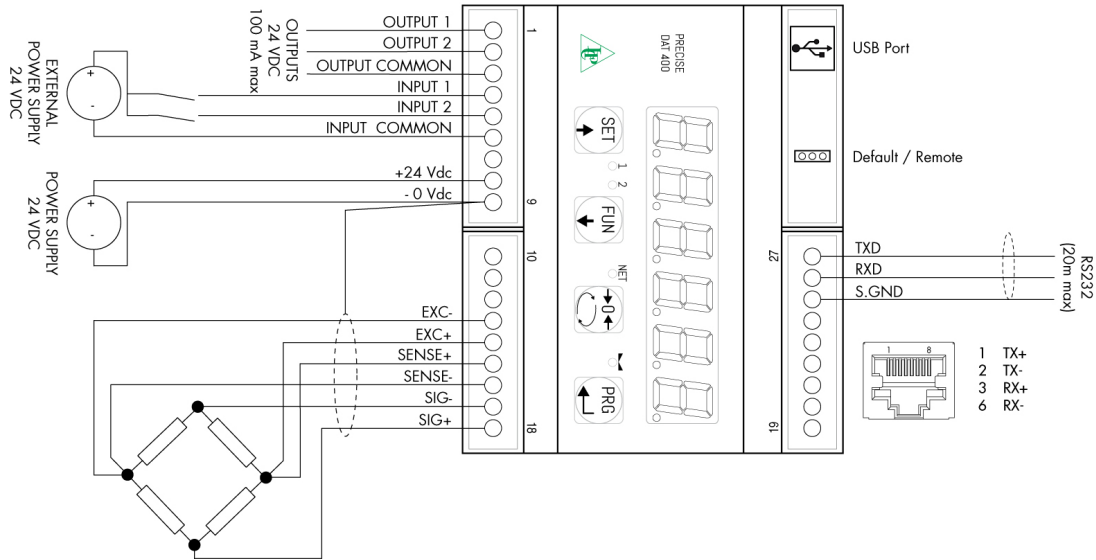 OUTPUT 1
OUTPUT 2
OUTPUT COMMON
INPUT 1
INPUT 2
INPUT COMMON
+24 Vdc
- 0 Vdc
OUTPUTS
24 VDC
100 mA max
EXTERNAL
POWER SUPPLY
24 VDC
+
-
POWER SUPPLY
24 VDC
+
-
EXC-
EXC+
SENSE+
SENSE-
SIG-
SIG+
1
9
10
18
PRECISE
DAT 400
SET
1
2
FUN
NET
0
PRG
USB Port
Default / Remote
27
19
TXD
RXD
S.GND
RS232
(20m max)
1 8
1 TX+
2 TX-
3 RX+
6 RX-